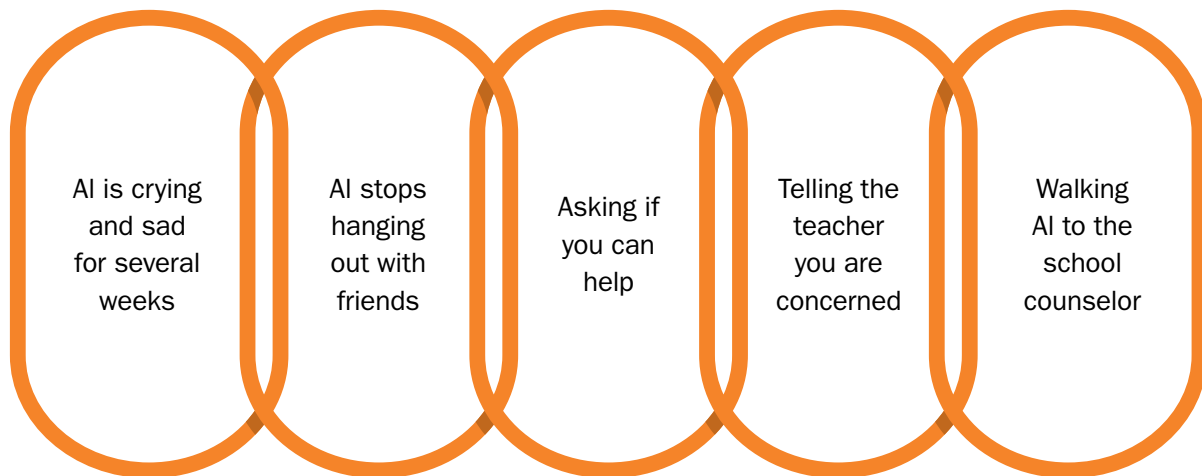 Al is crying
and sad
for several
weeks
Al stops
hanging
out with
friends
Asking if
you can
help
Telling the
teacher
you are
concerned
Walking
Al to the
school
counselor